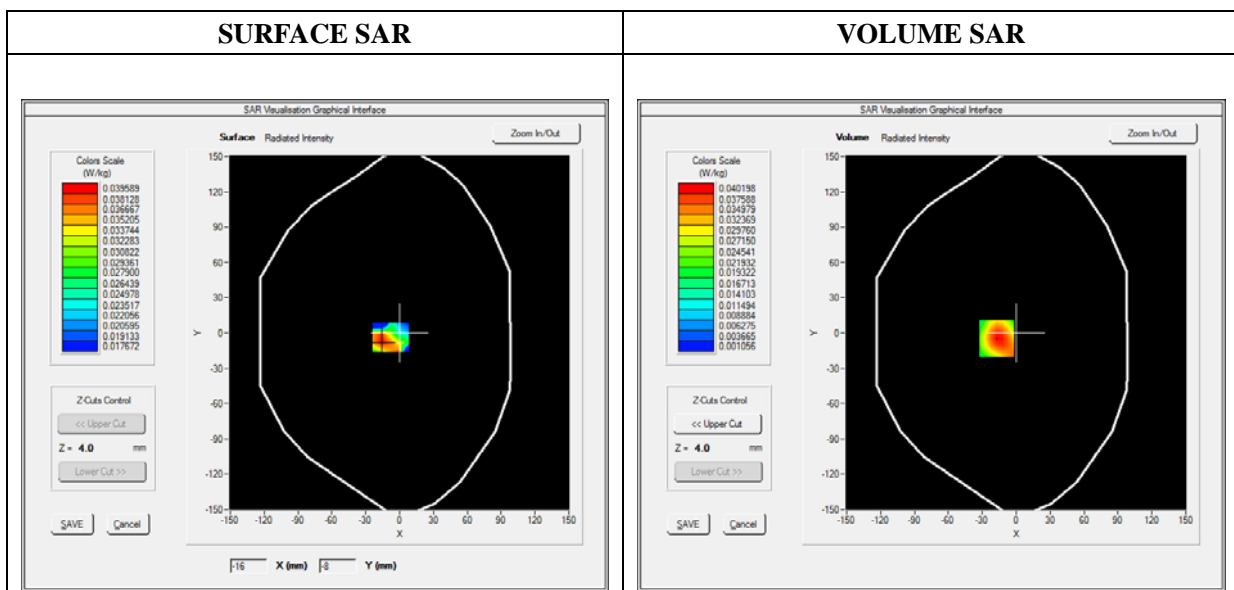 SURFACE SAR
VOLUME SAR
SAR Visualisation Graphical Interface
Surface Radiated Intensity
Zoom In/Out
Colors Scale
(W/kg)
0.039589
0.038128
0.036667
0.035205
0.033744
0.032283
0.030822
0.029361
0.027900
0.026439
0.024978
0.023517
0.022056
0.020595
0.019133
0.017672
150
120
90
60
30
0
-30
-60
-90
-120
-150
Y
-150 -120 -90 -60 -30 0 30 60 90 120 150
X
Z-Cuts Control
<< Upper Cut
Z = 4.0 mm
Lower Cut >>
SAVE Cancel
-16 X (mm) -8 Y (mm)
SAR Visualisation Graphical Interface
Volume Radiated Intensity
Zoom In/Out
Colors Scale
(W/kg)
0.040198
0.037588
0.034979
0.032369
0.029760
0.027150
0.024541
0.021932
0.019322
0.016713
0.014103
0.011494
0.008884
0.006275
0.003665
0.001056
150
120
90
60
30
0
-30
-60
-90
-120
-150
Y
-150 -120 -90 -60 -30 0 30 60 90 120 150
X
Z-Cuts Control
<< Upper Cut
Z = 4.0 mm
Lower Cut >>
SAVE Cancel